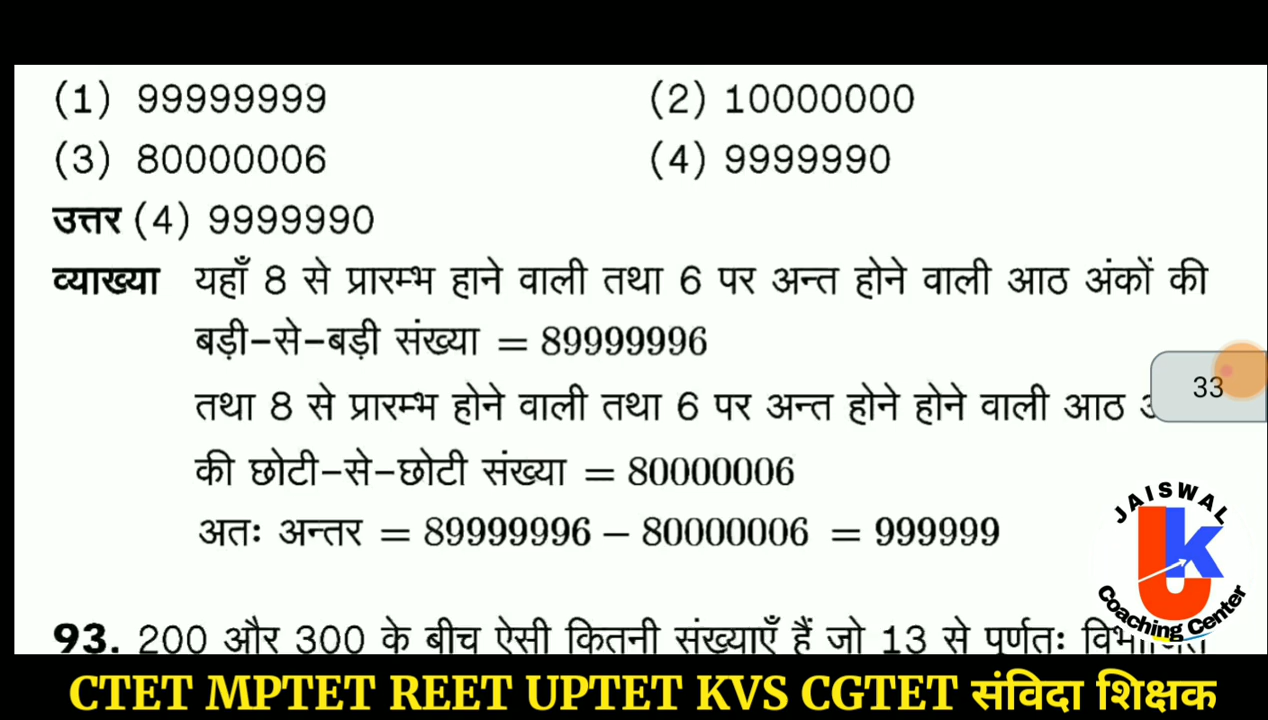 (1) 99999999 (2) 10000000
(3) 80000006 (4) 9999990
उत्तर (4) 9999990
व्याख्या यहाँ 8 से प्रारम्भ हाने वाली तथा 6 पर अन्त होने वाली आठ अंकों की
बड़ी-से-बड़ी संख्या = 89999996
तथा 8 से प्रारम्भ होने वाली तथा 6 पर अन्त होने होने वाली आठ
33
की छोटी-से-छोटी संख्या = 80000006
अतः अन्तर = 89999996 – 80000006 = 999999
JAISWAL
JK
Coaching Center
93. 200 और 300 के बीच ऐसी कितनी संख्याएँ हैं जो 13 से पूर्णतः
CTET MPTET REET UPTET KVS CGTET संविदा शिक्षक